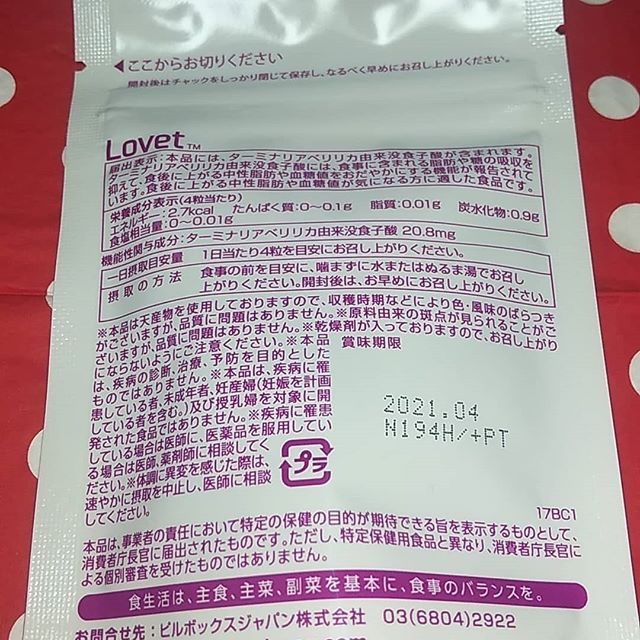 ◀ここからお切りください
開封後はチャックをしっかり閉じて保存し、なるべく早めにお召し上がりください。
Lovet™
届出表示：本品には、ターミナリアベリリカ由来没食子酸が含まれます。
ターミナリアベリリカ由来没食子酸には、食事に含まれる脂肪や糖の吸収を
抑えて、食後に上がる中性脂肪や血糖値をおだやかにする機能が報告されて
います。食後に上がる中性脂肪や血糖値が気になる方に適した食品です。
栄養成分表示(4粒当たり)
エネルギー：2.7kcal たんぱく質：0～0.1g 脂質：0.01g 炭水化物：0.9g
食塩相当量：0～0.01g
機能性関与成分：ターミナリアベリリカ由来没食子酸 20.8mg
一日摂取目安量 1日当たり4粒を目安にお召し上がりください。
摂取の方法 食事の前を目安に、噛まずに水またはぬるま湯でお召し
上がりください。開封後は、お早めにお召し上がりください。
※本品は天産物を使用しておりますので、収穫時期などにより色・風味のばらつき
がございますが、品質に問題はありません。※原料由来の斑点が見られることがご
ざいますが、品質に問題はありません。※乾燥剤が入っておりますので、お召し上がり
にならないようにご注意ください。※本品
は、疾病の診断、治療、予防を目的とした
ものではありません。※本品は、疾病に罹
患している者、未成年者、妊産婦(妊娠を計画
している者を含む。)及び授乳婦を対象に開
発された食品ではありません。※疾病に罹患
している場合は医師に、医薬品を服用してい
る場合は医師、薬剤師に相談してく
ださい。※体調に異変を感じた際は、
速やかに摂取を中止し、医師に相談
してください。
賞味期限
2021.04
N194H/+PT
プラ
17BC1
本品は、事業者の責任において特定の保健の目的が期待できる旨を表示するものとして、
消費者庁長官に届出されたものです。ただし、特定保健用食品と異なり、消費者庁長官に
よる個別審査を受けたものではありません。
食生活は、主食、主菜、副菜を基本に、食事のバランスを。
お問合せ先：ピルボックスジャパン株式会社 03(6804)2922